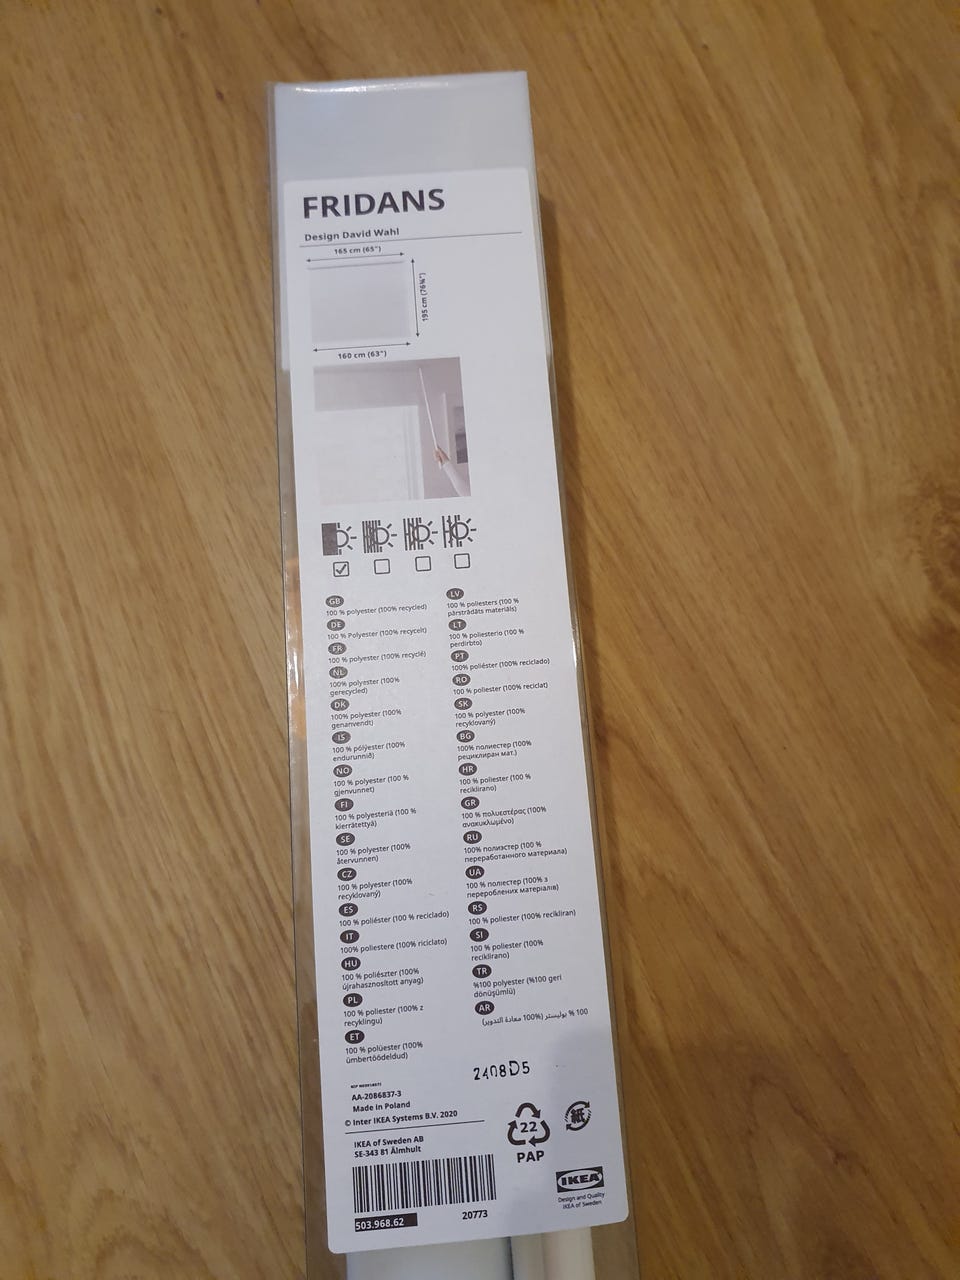 FRIDANS
Design David Wahl
165 cm (65")
195 cm (76¾")
160 cm (63")
GB
100 % polyester (100% recycled)
DE
100 % Polyester (100% recycelt)
FR
100 % polyester (100% recyclé)
NL
100% polyester (100%
gerecycled)
DK
100% polyester (100%
genanvendt)
IS
100 % pólýester (100%
endurunnið)
NO
100 % polyester (100 %
gjenvunnet)
FI
100 % polyesteriä (100 %
kierrätettyä)
SE
100 % polyester (100%
återvunnen)
CZ
100 % polyester (100%
recyklovaný)
ES
100 % poliéster (100 % reciclado)
IT
100% poliestere (100% riciclato)
HU
100 % poliészter (100%
újrahasznosított anyag)
PL
100 % poliester (100% z
recyklingu)
ET
100 % polüester (100%
ümbertöödeldud)
LV
100 % poliesters (100 %
pārstrādāts materiāls)
LT
100 % poliesterio (100 %
perdirbto)
PT
100% poliéster (100% reciclado)
RO
100 % poliester (100% reciclat)
SK
100 % polyester (100%
recyklovaný)
BG
100% полиестер (100%
рециклиран мат.)
HR
100 % poliester (100 %
reciklirano)
GR
100 % πολυεστέρας (100%
ανακυκλωμένο)
RU
100% полиэстер (100 %
переработанного материала)
UA
100 % поліестер (100% з
перероблених матеріалів)
RS
100 % poliester (100% recikliran)
SI
100 % poliester (100%
reciklirano)
TR
%100 polyester (%100 geri
dönüşümlü)
AR
100 % بوليستر (100% معادة التدوير)
2408D5
AA-2086837-3
Made in Poland
© Inter IKEA Systems B.V. 2020
IKEA of Sweden AB
SE-343 81 Älmhult
22
PAP
紙
IKEA
Design and Quality
IKEA of Sweden
503.968.62
20773